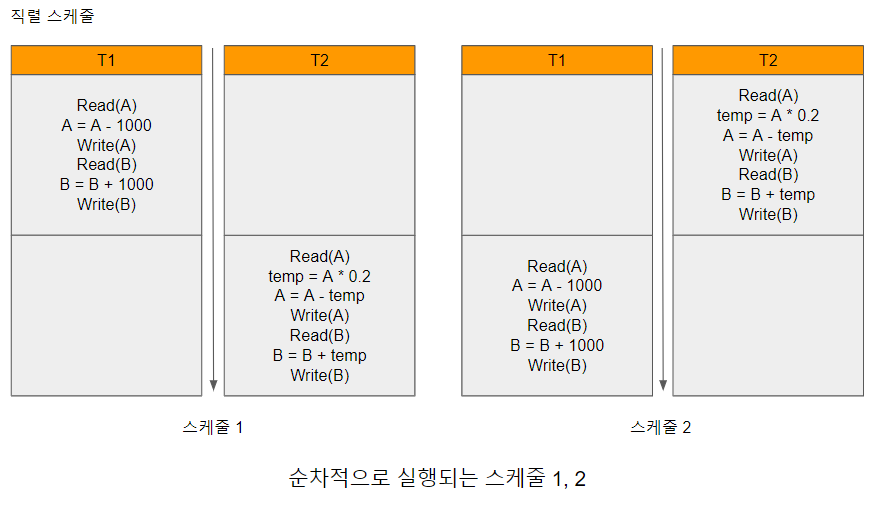 직렬 스케줄
T1
T2
Read(A)
A = A - 1000
Write(A)
Read(B)
B = B + 1000
Write(B)
Read(A)
temp = A * 0.2
A = A - temp
Write(A)
Read(B)
B = B + temp
Write(B)
스케줄 1
T1
T2
Read(A)
temp = A * 0.2
A = A - temp
Write(A)
Read(B)
B = B + temp
Write(B)
Read(A)
A = A - 1000
Write(A)
Read(B)
B = B + 1000
Write(B)
스케줄 2
순차적으로 실행되는 스케줄 1, 2